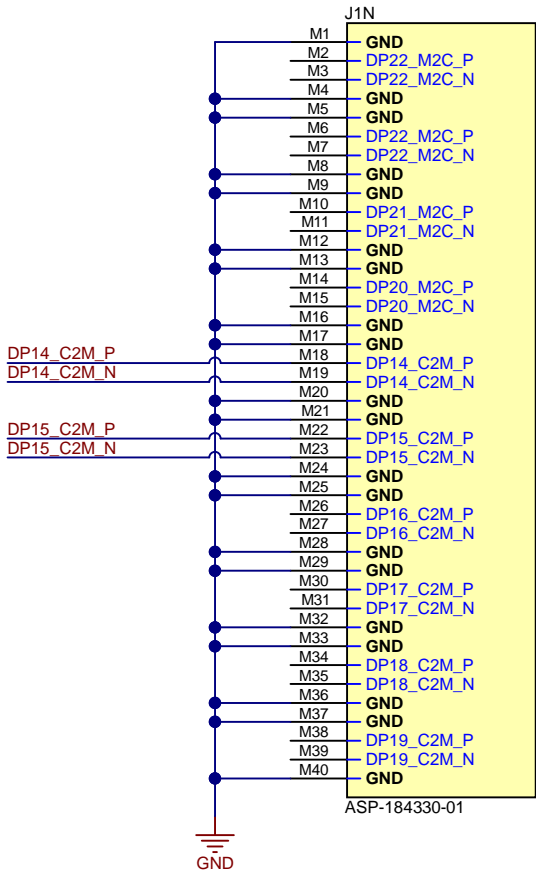 J1N
M1 GND
M2 DP22_M2C_P
M3 DP22_M2C_N
M4 GND
M5 GND
M6 DP22_M2C_P
M7 DP22_M2C_N
M8 GND
M9 GND
M10 DP21_M2C_P
M11 DP21_M2C_N
M12 GND
M13 GND
M14 DP20_M2C_P
M15 DP20_M2C_N
M16 GND
M17 GND
DP14_C2M_P M18 DP14_C2M_P
DP14_C2M_N M19 DP14_C2M_N
M20 GND
M21 GND
DP15_C2M_P M22 DP15_C2M_P
DP15_C2M_N M23 DP15_C2M_N
M24 GND
M25 GND
M26 DP16_C2M_P
M27 DP16_C2M_N
M28 GND
M29 GND
M30 DP17_C2M_P
M31 DP17_C2M_N
M32 GND
M33 GND
M34 DP18_C2M_P
M35 DP18_C2M_N
M36 GND
M37 GND
M38 DP19_C2M_P
M39 DP19_C2M_N
M40 GND
ASP-184330-01
GND